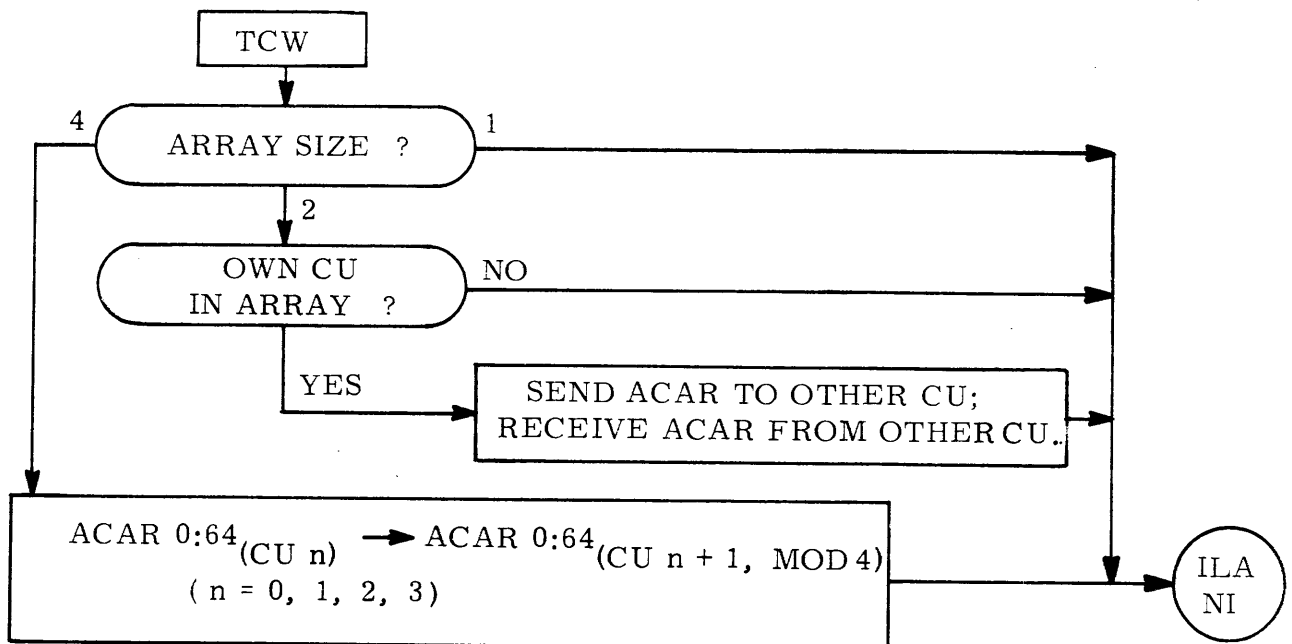 TCW
4
ARRAY SIZE ?
1
2
OWN CU
IN ARRAY ?
NO
YES
SEND ACAR TO OTHER CU;
RECEIVE ACAR FROM OTHER CU.
ACAR 0:64(CU n) → ACAR 0:64(CU n + 1, MOD 4)
( n = 0, 1, 2, 3)
ILA
NI